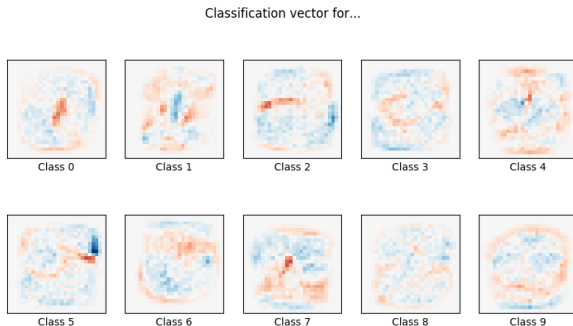 Classification vector for...
Class 0
Class 1
Class 2
Class 3
Class 4
Class 5
Class 6
Class 7
Class 8
Class 9